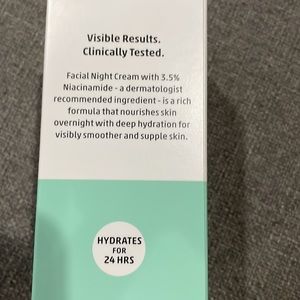 Visible Results.
Clinically Tested.
Facial Night Cream with 3.5%
Niacinamide - a dermatologist
recommended ingredient - is a rich
formula that nourishes skin
overnight with deep hydration for
visibly smoother and supple skin.
HYDRATES
FOR
24 HRS